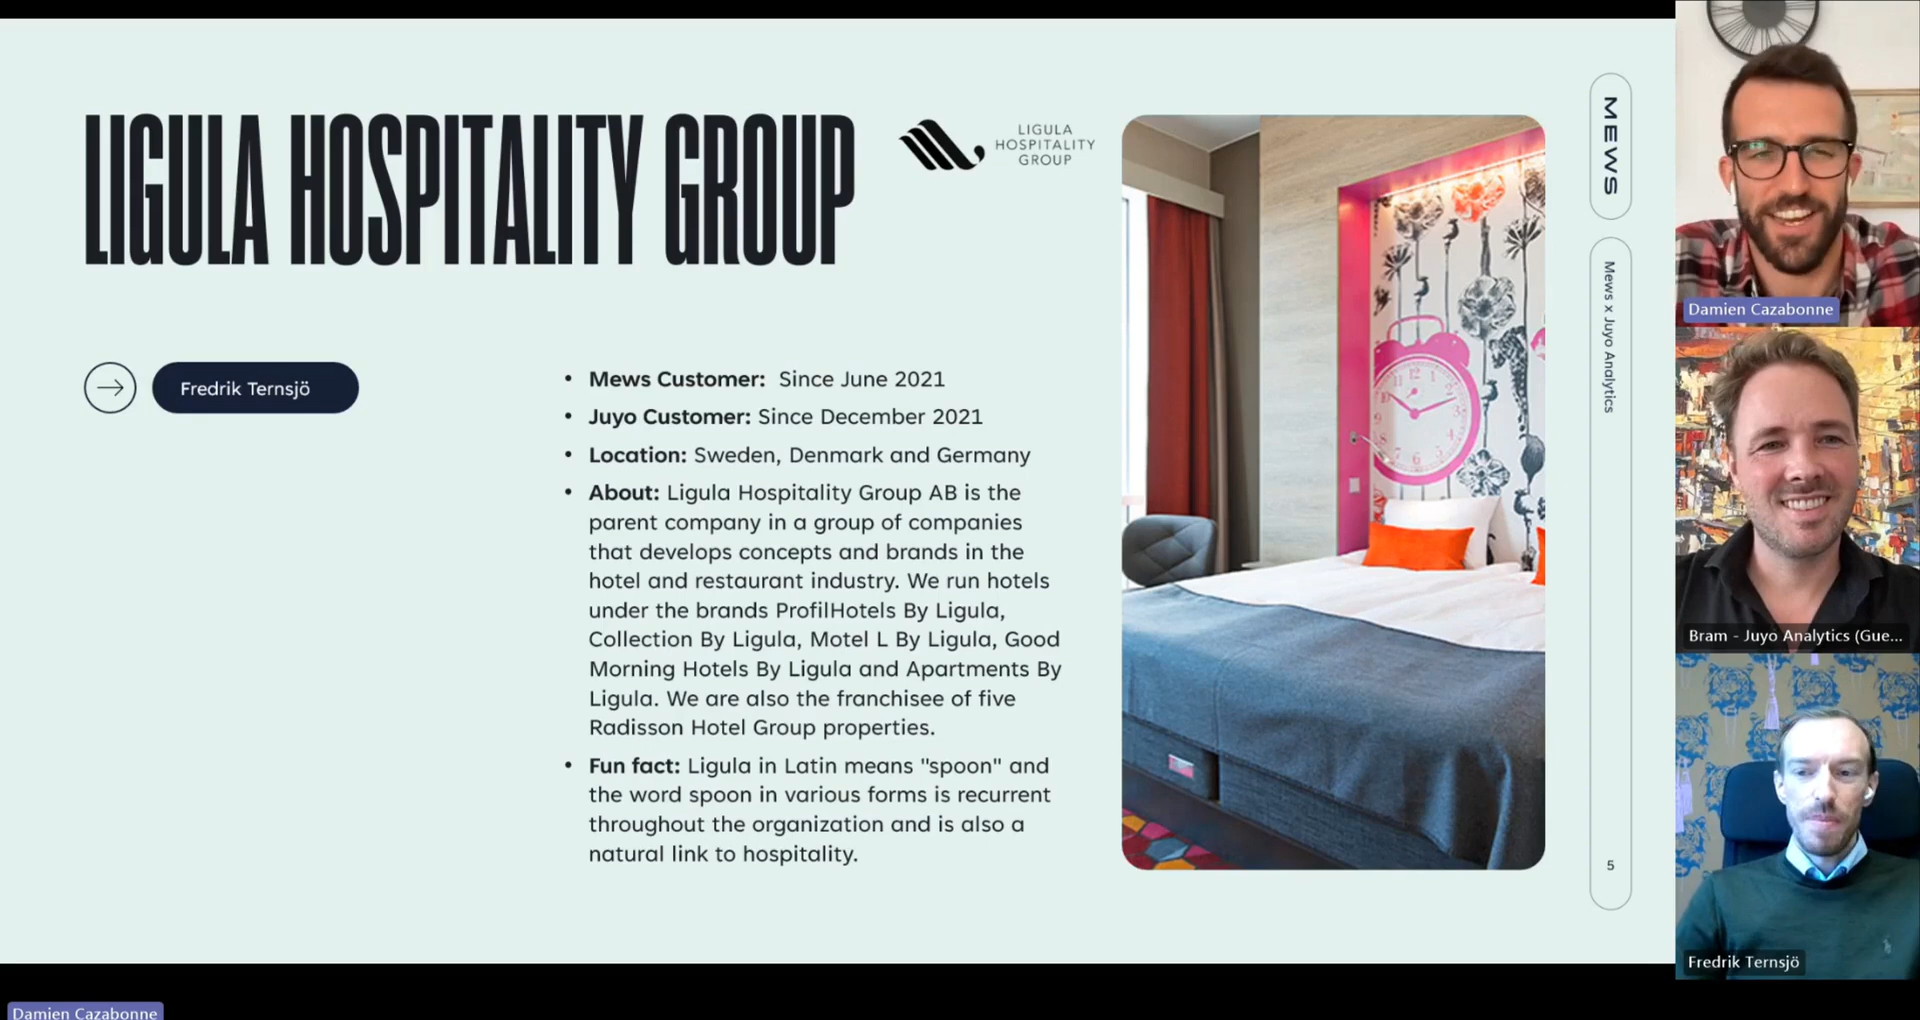 LIGULA HOSPITALITY GROUP
LIGULA
HOSPITALITY
GROUP
Fredrik Ternsjö
• Mews Customer: Since June 2021
• Juyo Customer: Since December 2021
• Location: Sweden, Denmark and Germany
• About: Ligula Hospitality Group AB is the
parent company in a group of companies
that develops concepts and brands in the
hotel and restaurant industry. We run hotels
under the brands ProfilHotels By Ligula,
Collection By Ligula, Motel L By Ligula, Good
Morning Hotels By Ligula and Apartments By
Ligula. We are also the franchisee of five
Radisson Hotel Group properties.
• Fun fact: Ligula in Latin means "spoon" and
the word spoon in various forms is recurrent
throughout the organization and is also a
natural link to hospitality.
MEWS
Mews x Juyo Analytics
5
Damien Cazabonne
Bram - Juyo Analytics (Gue...
Fredrik Ternsjö
Damien Cazabonne